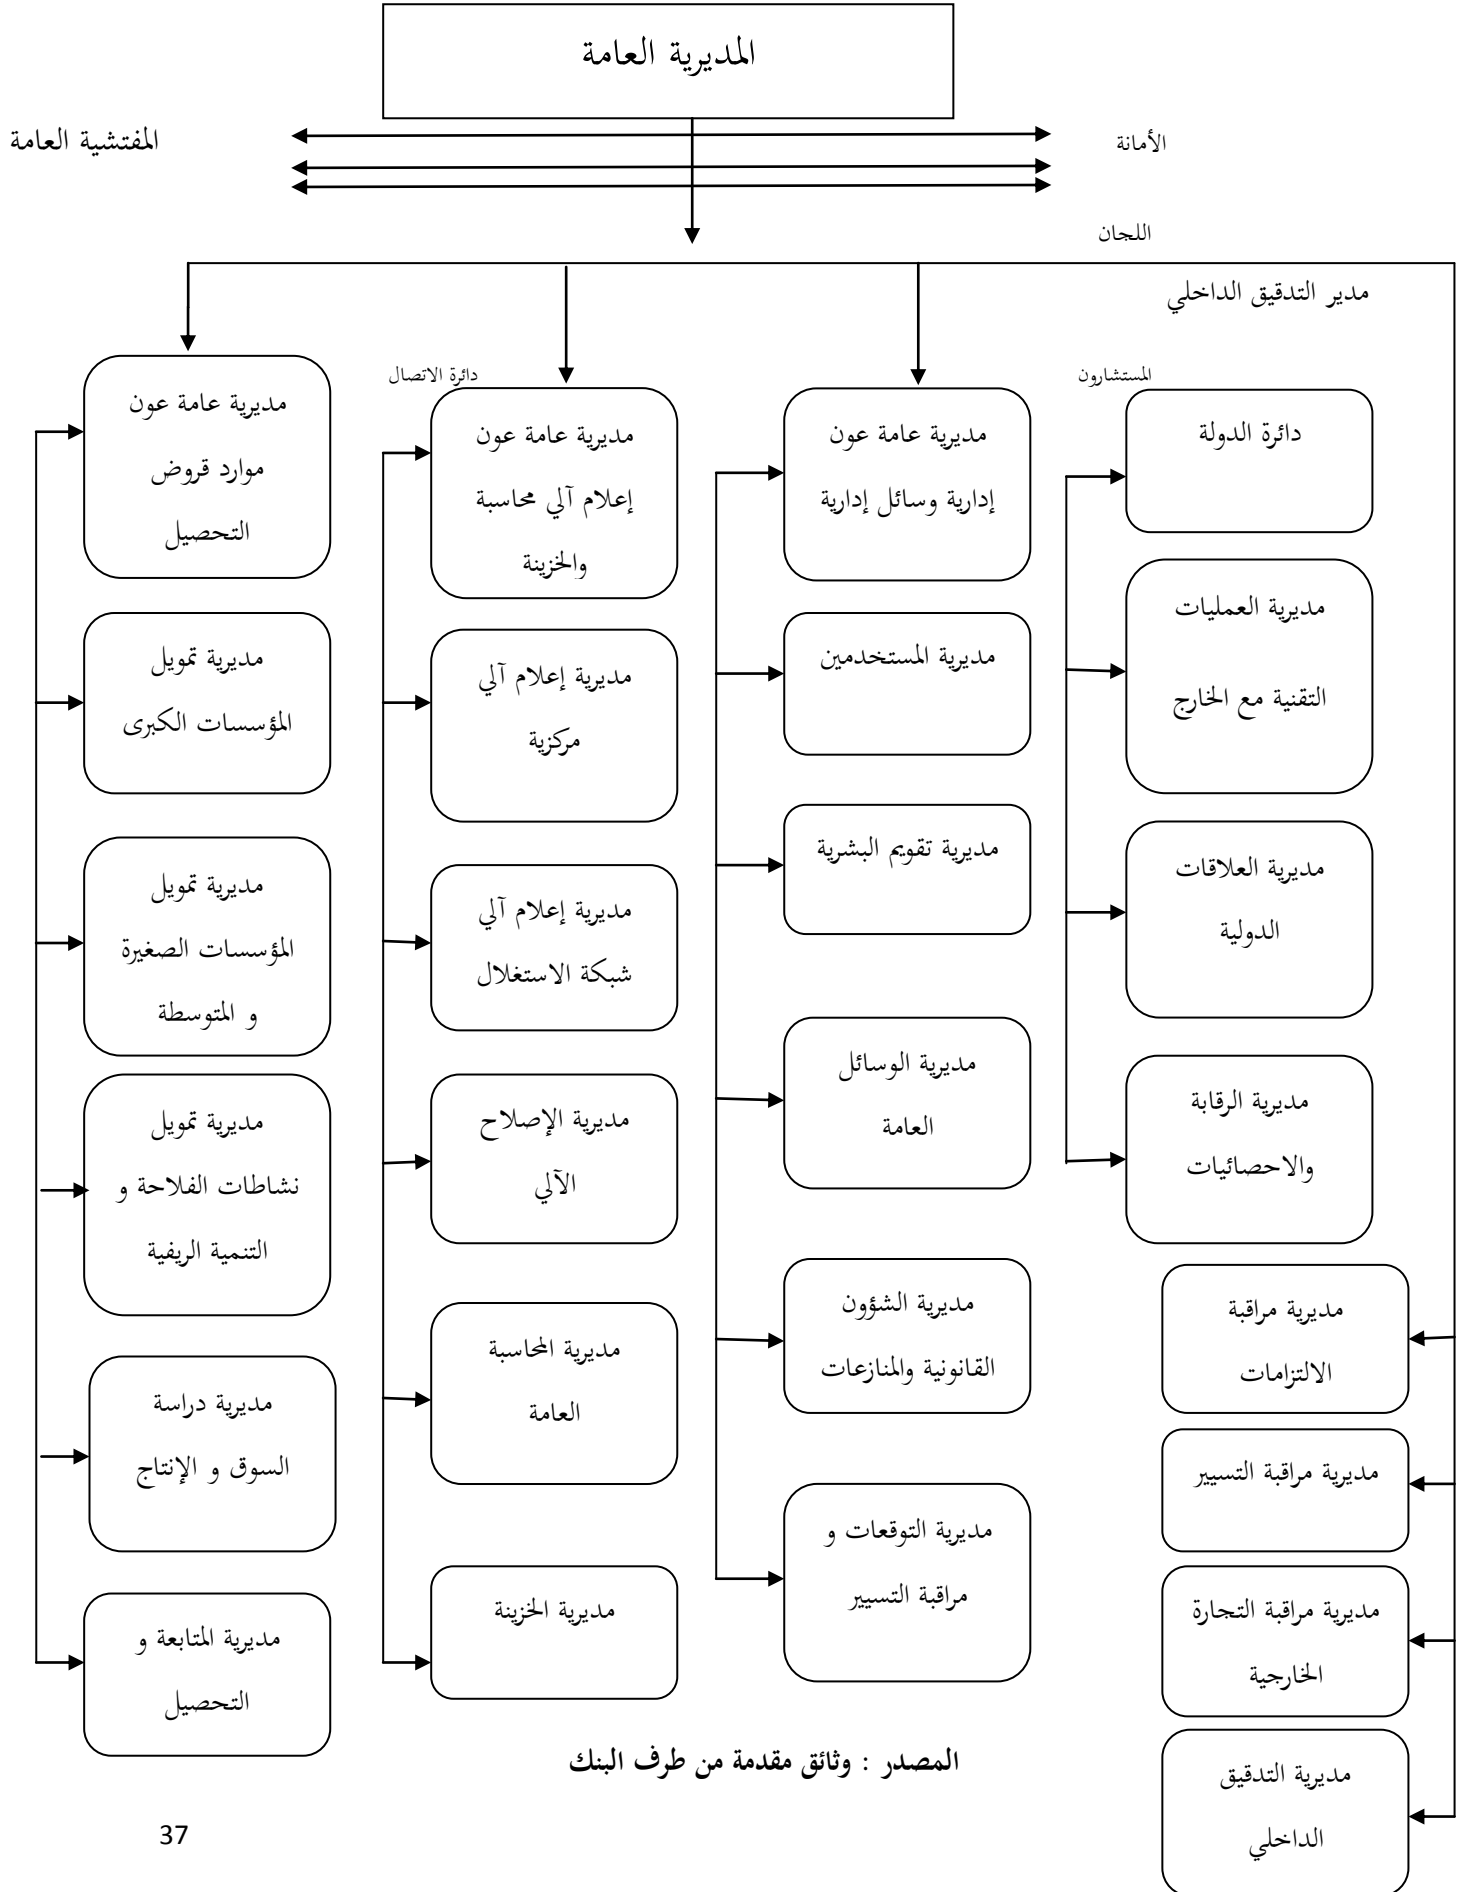 المديرية العامة
الأمانة
المفتشية العامة
اللجان
مدير التدقيق الداخلي
المستشارون
دائرة الاتصال
دائرة الدولة
مديرية العمليات
التقنية مع الخارج
مديرية العلاقات
الدولية
مديرية الرقابة
والاحصائيات
مديرية مراقبة
الالتزامات
مديرية مراقبة التسيير
مديرية مراقبة التجارة
الخارجية
مديرية التدقيق
الداخلي
مديرية عامة عون
إدارية وسائل إدارية
مديرية المستخدمين
مديرية تقويم البشرية
مديرية الوسائل
العامة
مديرية الشؤون
القانونية والمنازعات
مديرية التوقعات و
مراقبة التسيير
مديرية عامة عون
إعلام آلي محاسبة
والخزينة
مديرية إعلام آلي
مركزية
مديرية إعلام آلي
شبكة الاستغلال
مديرية الإصلاح
الآلي
مديرية المحاسبة
العامة
مديرية الخزينة
مديرية عامة عون
موارد قروض
التحصيل
مديرية تمويل
المؤسسات الكبرى
مديرية تمويل
المؤسسات الصغيرة
و المتوسطة
مديرية تمويل
نشاطات الفلاحة و
التنمية الريفية
مديرية دراسة
السوق و الإنتاج
مديرية المتابعة و
التحصيل
المصدر : وثائق مقدمة من طرف البنك
37